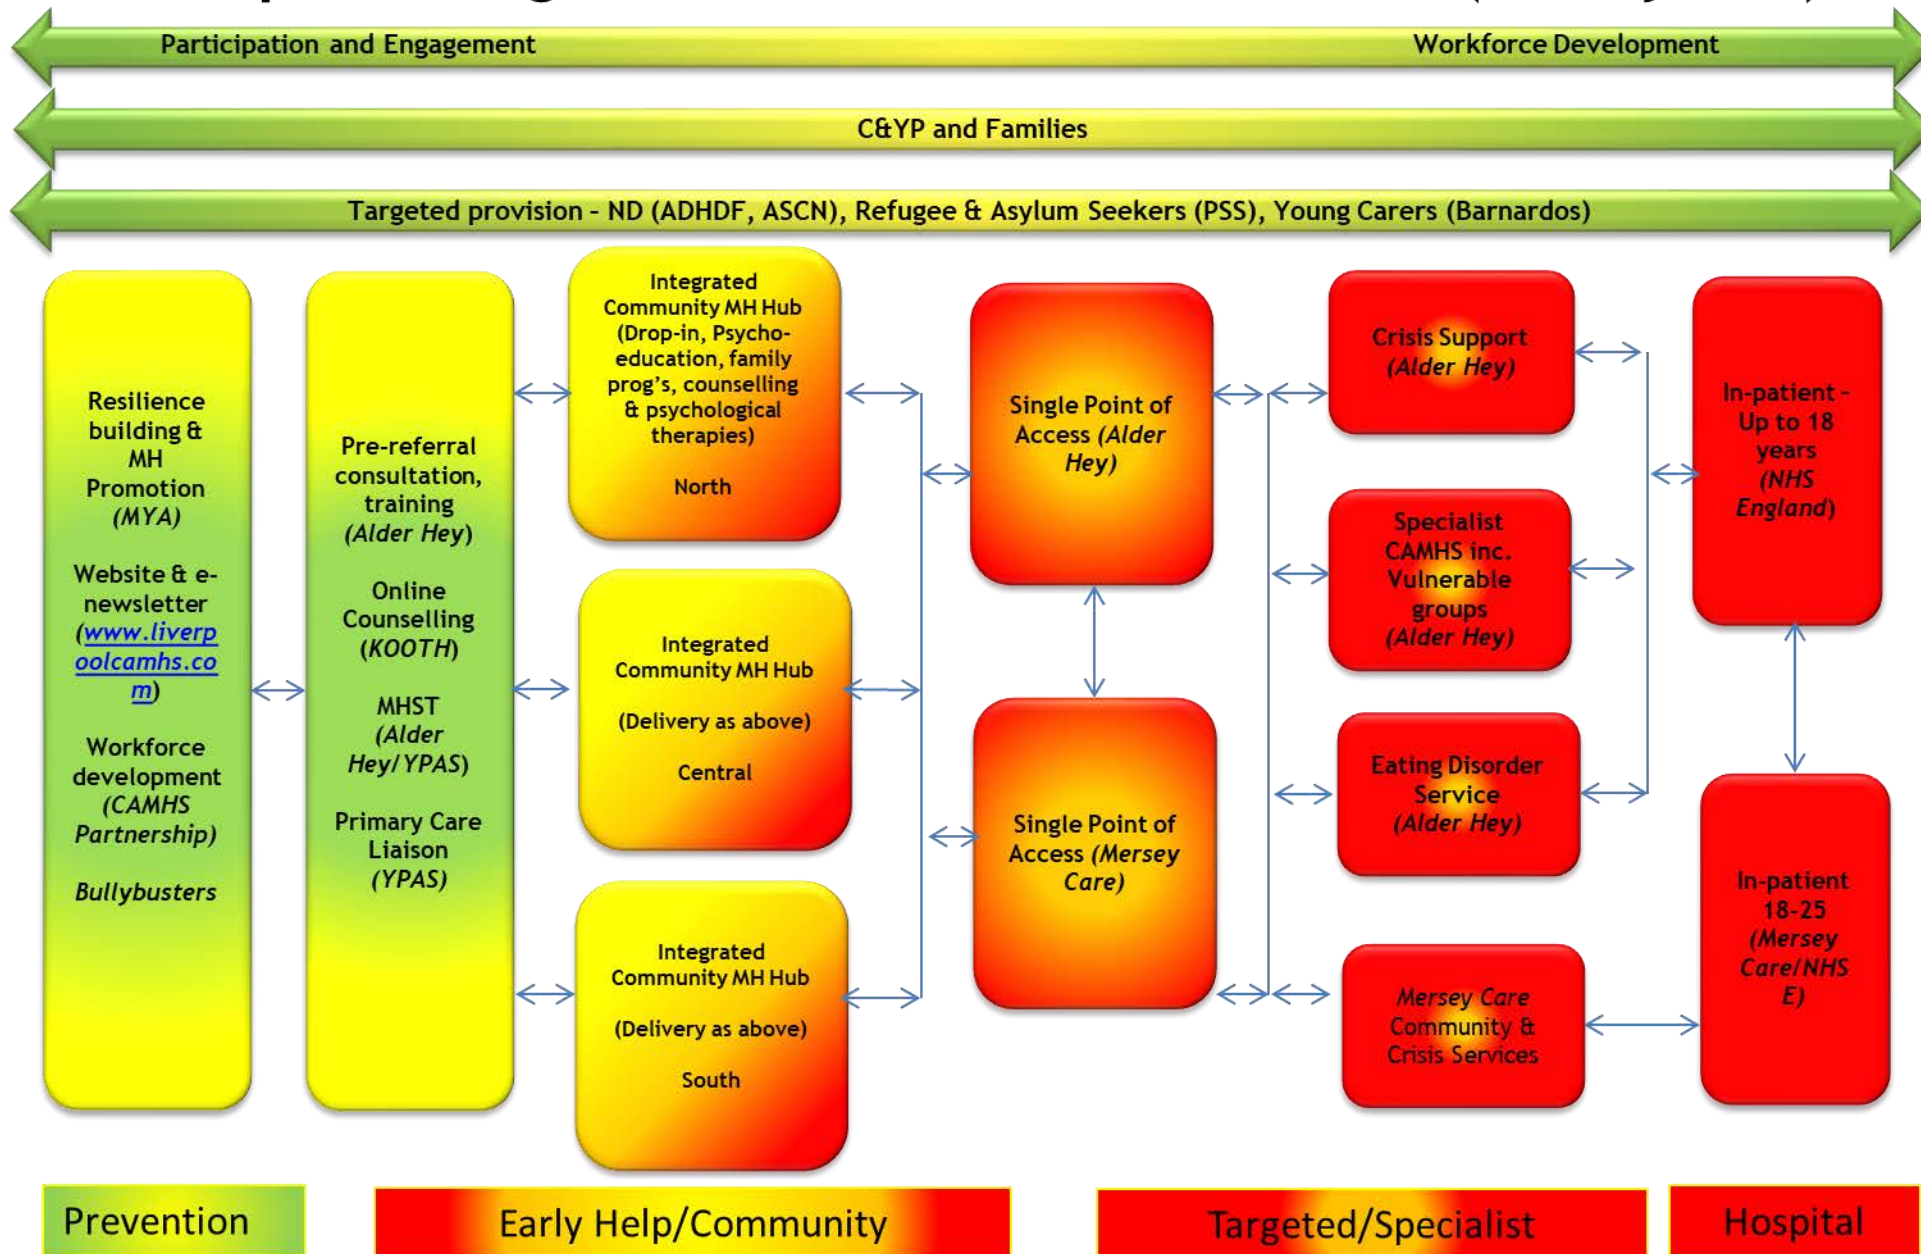 Participation and Engagement
Workforce Development
C&YP and Families
Targeted provision – ND (ADHDF, ASCN), Refugee & Asylum Seekers (PSS), Young Carers (Barnardos)
Resilience
building &
MH
Promotion
(MYA)
Website & e-
newsletter
(www.liverp
oolcamhs.co
m)
Workforce
development
(CAMHS
Partnership)
Bullybusters
Pre-referral
consultation,
training
(Alder Hey)
Online
Counselling
(KOOTH)
MHST
(Alder
Hey/YPAS)
Primary Care
Liaison
(YPAS)
Integrated
Community MH Hub
(Drop-in, Psycho-
education, family
prog's, counselling
& psychological
therapies)
North
Integrated
Community MH Hub
(Delivery as above)
Central
Integrated
Community MH Hub
(Delivery as above)
South
Single Point of
Access (Alder
Hey)
Single Point of
Access (Mersey
Care)
Crisis Support
(Alder Hey)
Specialist
CAMHS inc.
Vulnerable
groups
(Alder Hey)
Eating Disorder
Service
(Alder Hey)
Mersey Care
Community &
Crisis Services
In-patient –
Up to 18
years
(NHS
England)
In-patient
18-25
(Mersey
Care/NHS
E)
Prevention
Early Help/Community
Targeted/Specialist
Hospital